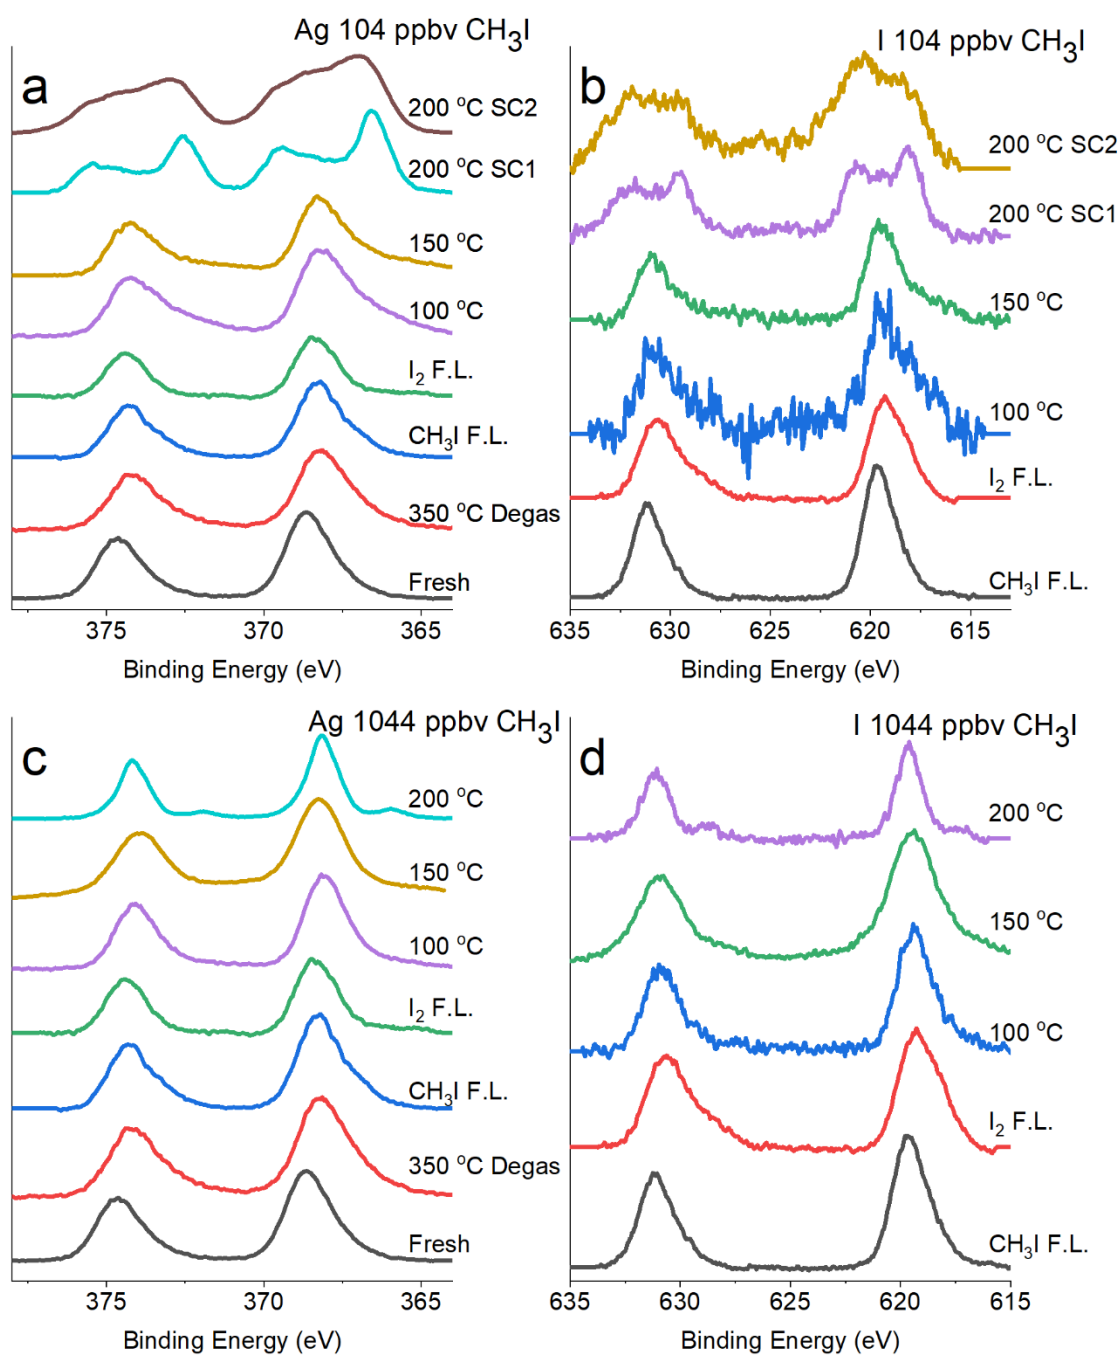 Ag 104 ppbv CH₃I
a
200 °C SC2
200 °C SC1
150 °C
100 °C
I₂ F.L.
CH₃I F.L.
350 °C Degas
Fresh
375 370 365
Binding Energy (eV)
I 104 ppbv CH₃I
b
200 °C SC2
200 °C SC1
150 °C
100 °C
I₂ F.L.
CH₃I F.L.
635 630 625 620 615
Binding Energy (eV)
Ag 1044 ppbv CH₃I
c
200 °C
150 °C
100 °C
I₂ F.L.
CH₃I F.L.
350 °C Degas
Fresh
375 370 365
Binding Energy (eV)
I 1044 ppbv CH₃I
d
200 °C
150 °C
100 °C
I₂ F.L.
CH₃I F.L.
635 630 625 620 615
Binding Energy (eV)